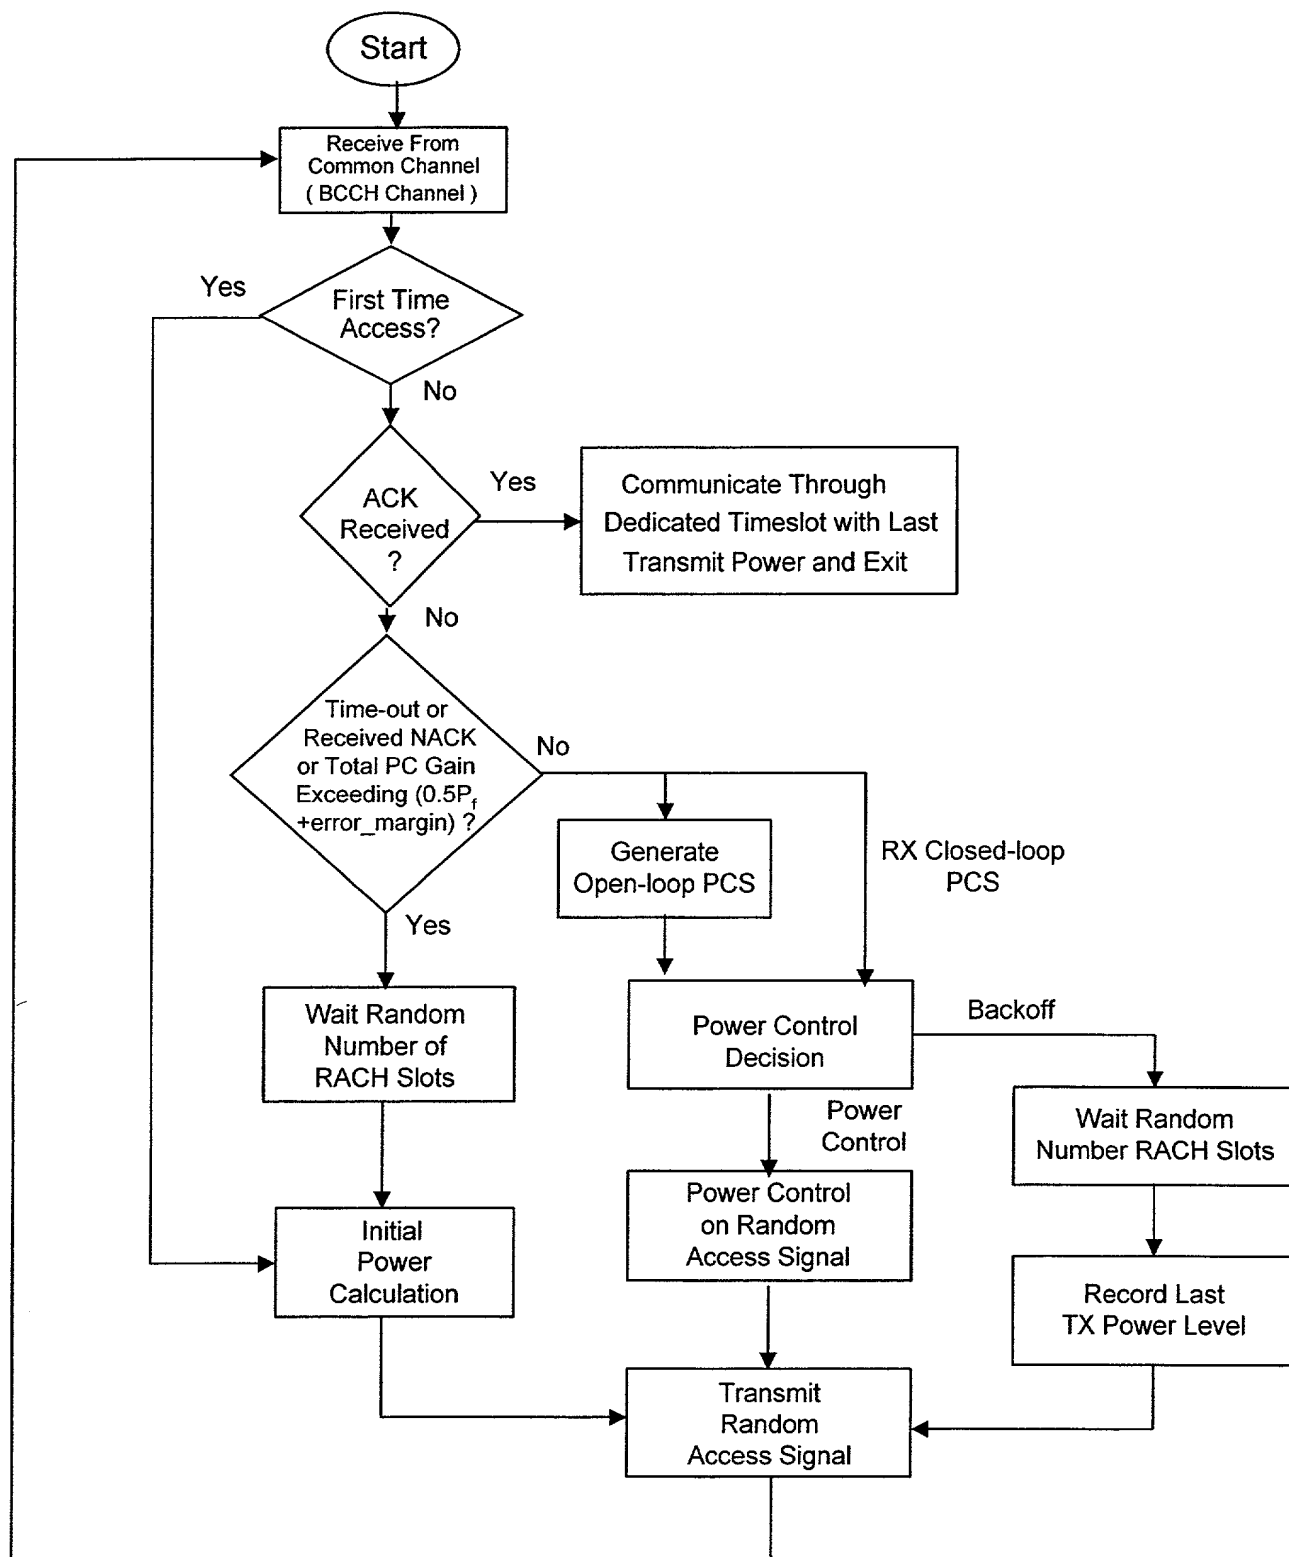 Start
Receive From
Common Channel
( BCCH Channel )
Yes
First Time
Access?
No
ACK
Received
?
Yes
Communicate Through
Dedicated Timeslot with Last
Transmit Power and Exit
No
Time-out or
Received NACK
or Total PC Gain
Exceeding (0.5Pf
+error_margin) ?
No
Generate
Open-loop PCS
RX Closed-loop
PCS
Yes
Wait Random
Number of
RACH Slots
Power Control
Decision
Backoff
Power
Control
Wait Random
Number RACH Slots
Initial
Power
Calculation
Power Control
on Random
Access Signal
Record Last
TX Power Level
Transmit
Random
Access Signal